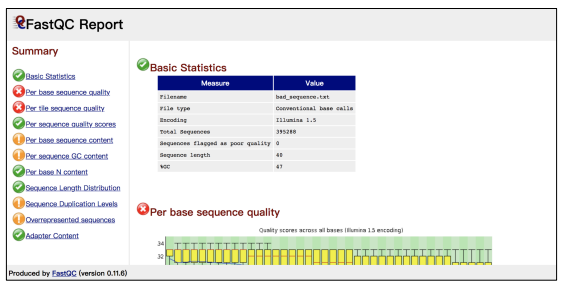 FastQC Report
Summary
Basic Statistics
Per base sequence quality
Per tile sequence quality
Per sequence quality scores
Per base sequence content
Per sequence GC content
Per base N content
Sequence Length Distribution
Sequence Duplication Levels
Overrepresented sequences
Adapter Content
Basic Statistics
Measure Value
Filename bad_sequence.txt
File type Conventional base calls
Encoding Illumina 1.5
Total Sequences 395288
Sequences flagged as poor quality 0
Sequence length 40
%GC 47
Per base sequence quality
Quality scores across all bases (Illumina 1.5 encoding)
34
32
Produced by FastQC (version 0.11.6)